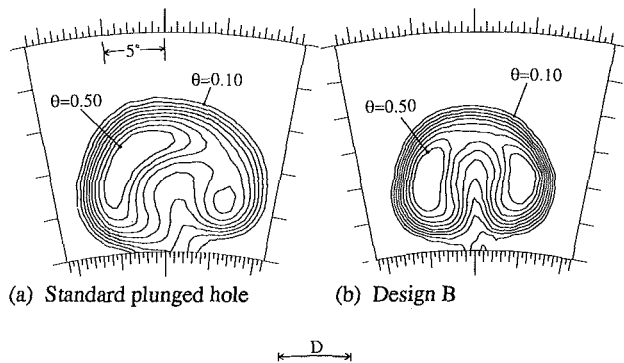 5°
θ=0.10
θ=0.50
θ=0.10
θ=0.50
(a) Standard plunged hole
(b) Design B
D